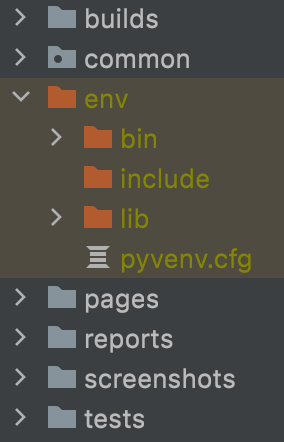 builds
common
env
bin
include
lib
pyvenv.cfg
pages
reports
screenshots
tests